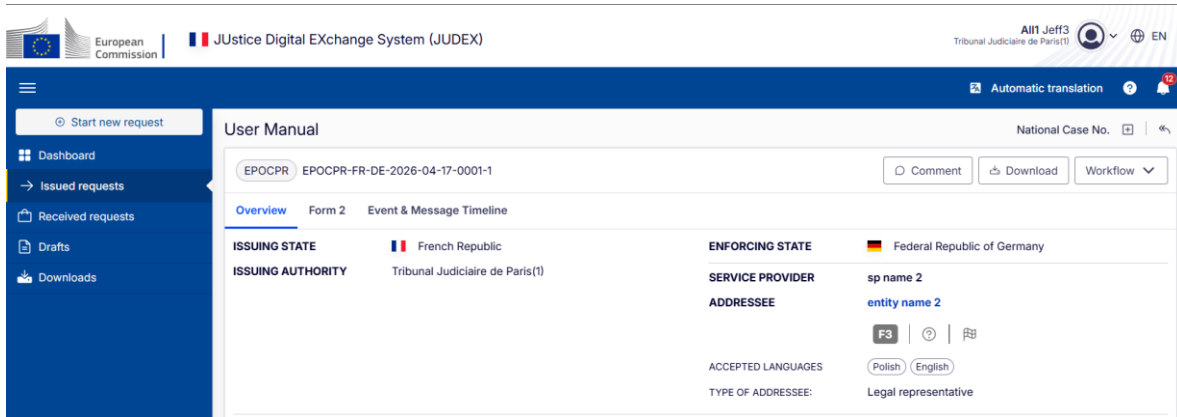 European
Commission
JUstice Digital EXchange System (JUDEX)
All1 Jeff3
Tribunal Judiciaire de Paris(1)
EN
Automatic translation
12
Start new request
Dashboard
Issued requests
Received requests
Drafts
Downloads
User Manual
National Case No.
EPOCPR EPOCPR-FR-DE-2026-04-17-0001-1
Comment
Download
Workflow
Overview Form 2 Event & Message Timeline
ISSUING STATE French Republic
ISSUING AUTHORITY Tribunal Judiciaire de Paris(1)
ENFORCING STATE Federal Republic of Germany
SERVICE PROVIDER sp name 2
ADDRESSEE entity name 2
F3
ACCEPTED LANGUAGES Polish English
TYPE OF ADDRESSEE: Legal representative